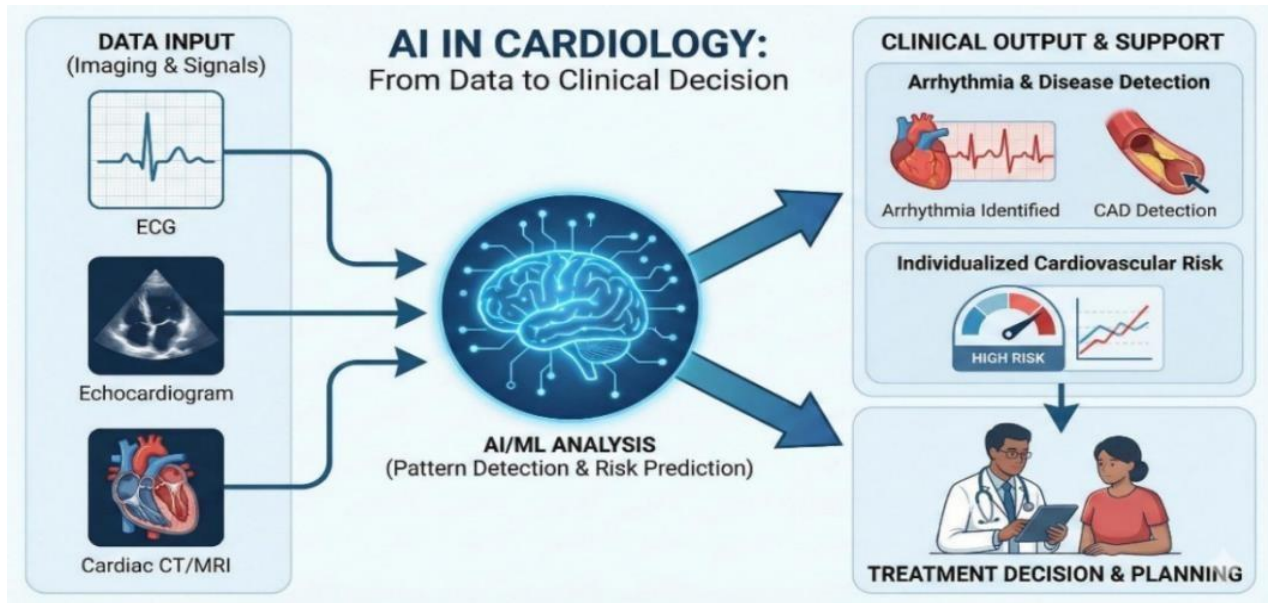 DATA INPUT
(Imaging & Signals)
ECG
Echocardiogram
Cardiac CT/MRI
AI IN CARDIOLOGY:
From Data to Clinical Decision
AI/ML ANALYSIS
(Pattern Detection & Risk Prediction)
CLINICAL OUTPUT & SUPPORT
Arrhythmia & Disease Detection
Arrhythmia Identified
CAD Detection
Individualized Cardiovascular Risk
HIGH RISK
TREATMENT DECISION & PLANNING